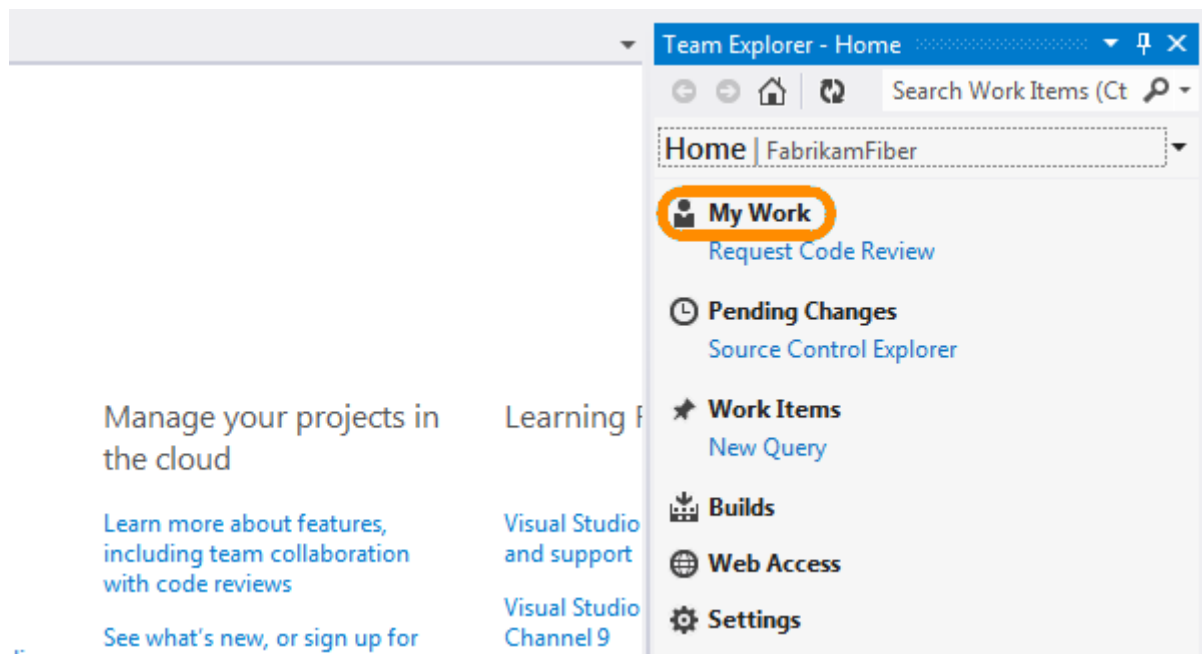 Team Explorer - Home
Search Work Items (Ct
Home | FabrikamFiber
My Work
Request Code Review
Pending Changes
Source Control Explorer
Work Items
New Query
Builds
Web Access
Settings
Manage your projects in
the cloud
Learn more about features,
including team collaboration
with code reviews
See what's new, or sign up for
Learning
Visual Studio
and support
Visual Studio
Channel 9